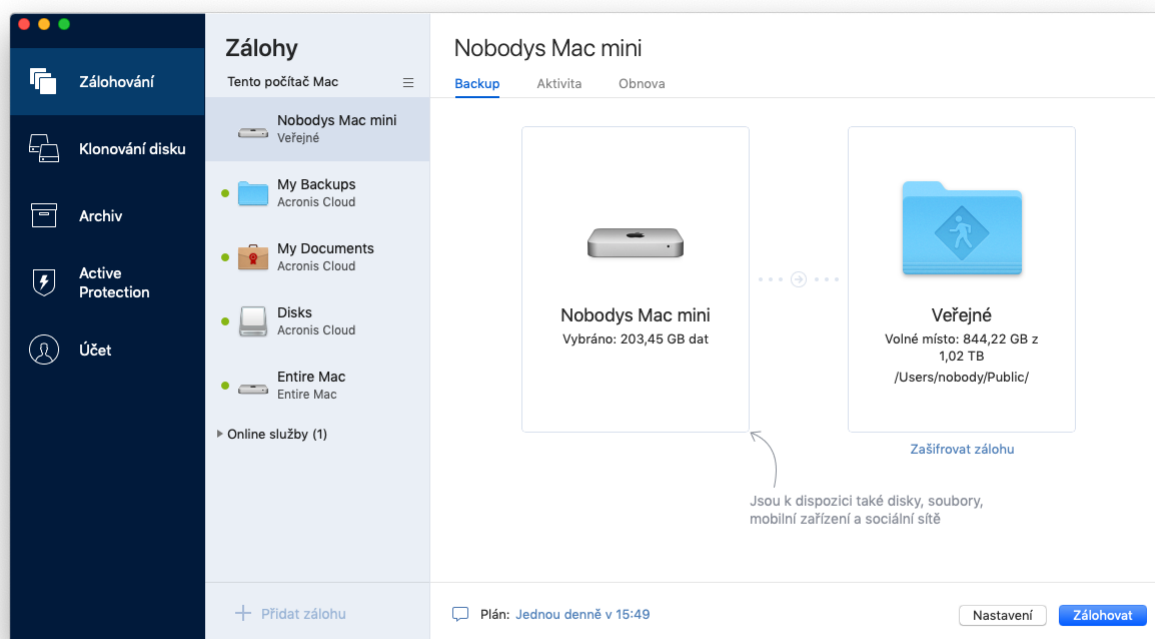 Zálohování
Klonování disku
Archiv
Active
Protection
Účet
Zálohy
Tento počítač Mac
Nobodys Mac mini
Veřejné
My Backups
Acronis Cloud
My Documents
Acronis Cloud
Disks
Acronis Cloud
Entire Mac
Entire Mac
Online služby (1)
Přidat zálohu
Nobodys Mac mini
Backup
Aktivita
Obnova
Nobodys Mac mini
Vybráno: 203,45 GB dat
Veřejné
Volné místo: 844,22 GB z
1,02 TB
/Users/nobody/Public/
Zašifrovat zálohu
Jsou k dispozici také disky, soubory,
mobilní zařízení a sociální sítě
Plán: Jednou denně v 15:49
Nastavení
Zálohovat